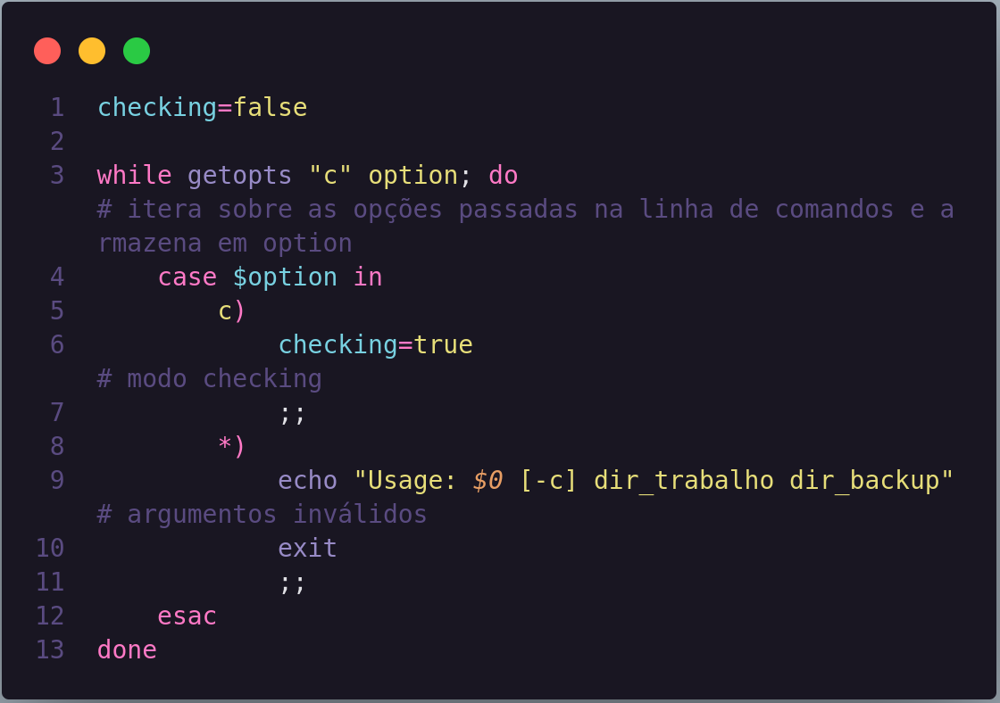 1 checking=false
2
3 while getopts "c" option; do
# itera sobre as opções passadas na linha de comandos e a
rmazena em option
4     case $option in
5         c)
6             checking=true
# modo checking
7             ;;
8         *)
9             echo "Usage: $0 [-c] dir_trabalho dir_backup"
# argumentos inválidos
10             exit
11             ;;
12     esac
13 done